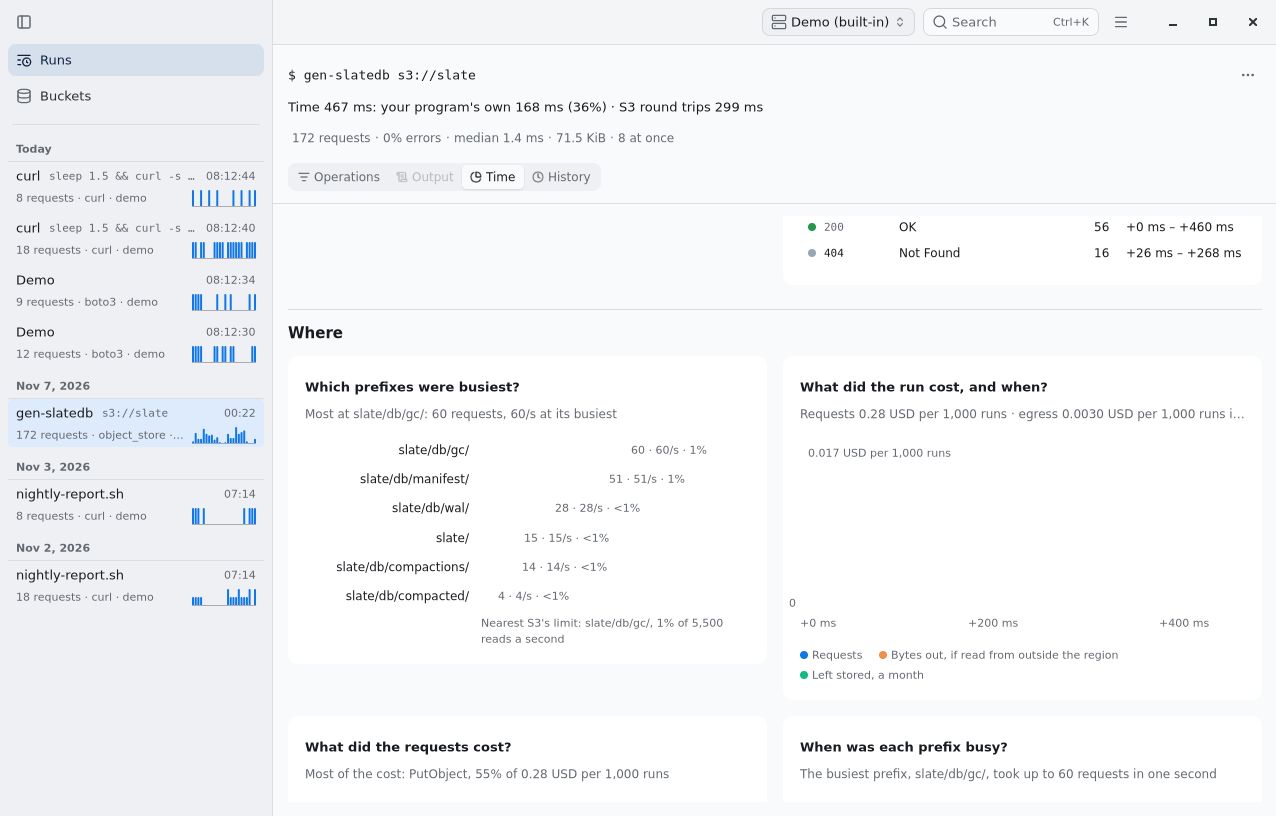 Demo (built-in)
Search
Ctrl+K
Runs
Buckets
Today
curl sleep 1.5 && curl -s … 08:12:44
8 requests · curl · demo
curl sleep 1.5 && curl -s … 08:12:40
18 requests · curl · demo
Demo 08:12:34
9 requests · boto3 · demo
Demo 08:12:30
12 requests · boto3 · demo
Nov 7, 2026
gen-slatedb s3://slate 00:22
172 requests · object_store ·…
Nov 3, 2026
nightly-report.sh 07:14
8 requests · curl · demo
Nov 2, 2026
nightly-report.sh 07:14
18 requests · curl · demo
$ gen-slatedb s3://slate
Time 467 ms: your program's own 168 ms (36%) · S3 round trips 299 ms
172 requests · 0% errors · median 1.4 ms · 71.5 KiB · 8 at once
Operations
Output
Time
History
200 OK 56 +0 ms – +460 ms
404 Not Found 16 +26 ms – +268 ms
Where
Which prefixes were busiest?
Most at slate/db/gc/: 60 requests, 60/s at its busiest
slate/db/gc/ 60 · 60/s · 1%
slate/db/manifest/ 51 · 51/s · 1%
slate/db/wal/ 28 · 28/s · <1%
slate/ 15 · 15/s · <1%
slate/db/compactions/ 14 · 14/s · <1%
slate/db/compacted/ 4 · 4/s · <1%
Nearest S3's limit: slate/db/gc/, 1% of 5,500
reads a second
What did the run cost, and when?
Requests 0.28 USD per 1,000 runs · egress 0.0030 USD per 1,000 runs i…
0.017 USD per 1,000 runs
0
+0 ms +200 ms +400 ms
Requests
Bytes out, if read from outside the region
Left stored, a month
What did the requests cost?
Most of the cost: PutObject, 55% of 0.28 USD per 1,000 runs
When was each prefix busy?
The busiest prefix, slate/db/gc/, took up to 60 requests in one second